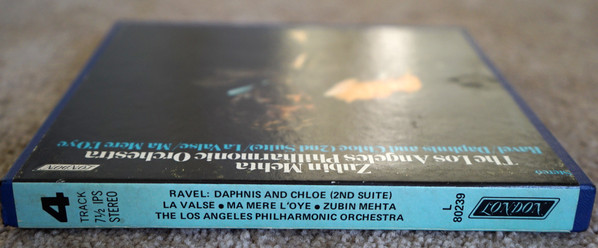 Stereo
Ravel: Daphnis and Chloe (2nd Suite)/La Valse/Ma Mere L'Oye
The Los Angeles Philharmonic Orchestra
Zubin Mehta
LONDON
4
TRACK
7½ IPS
STEREO
RAVEL: DAPHNIS AND CHLOE (2ND SUITE)
LA VALSE • MA MERE L'OYE • ZUBIN MEHTA
THE LOS ANGELES PHILHARMONIC ORCHESTRA
L
80239
LONDON